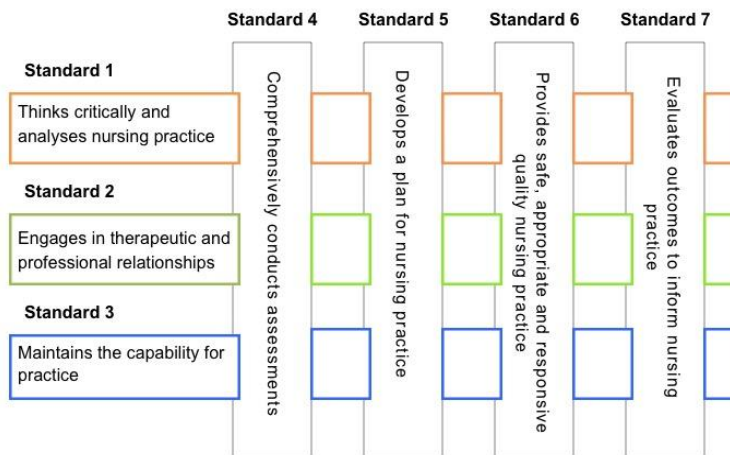 Standard 4
Standard 5
Standard 6
Standard 7
Standard 1
Thinks critically and
analyses nursing practice
Standard 2
Engages in therapeutic and
professional relationships
Standard 3
Maintains the capability for
practice
Comprehensively conducts assessments
Develops a plan for nursing practice
Provides safe, appropriate and responsive
quality nursing practice
Evaluates outcomes to inform nursing
practice